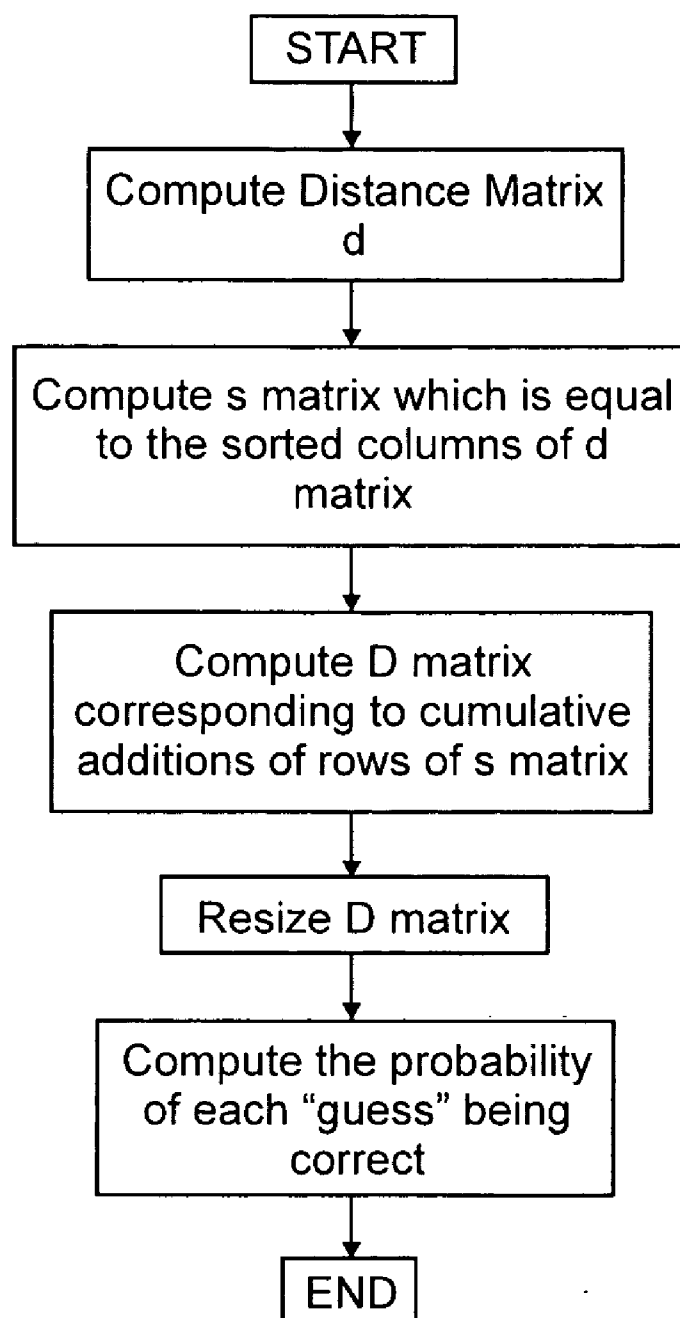 START
Compute Distance Matrix
d
Compute s matrix which is equal
to the sorted columns of d
matrix
Compute D matrix
corresponding to cumulative
additions of rows of s matrix
Resize D matrix
Compute the probability
of each “guess” being
correct
END